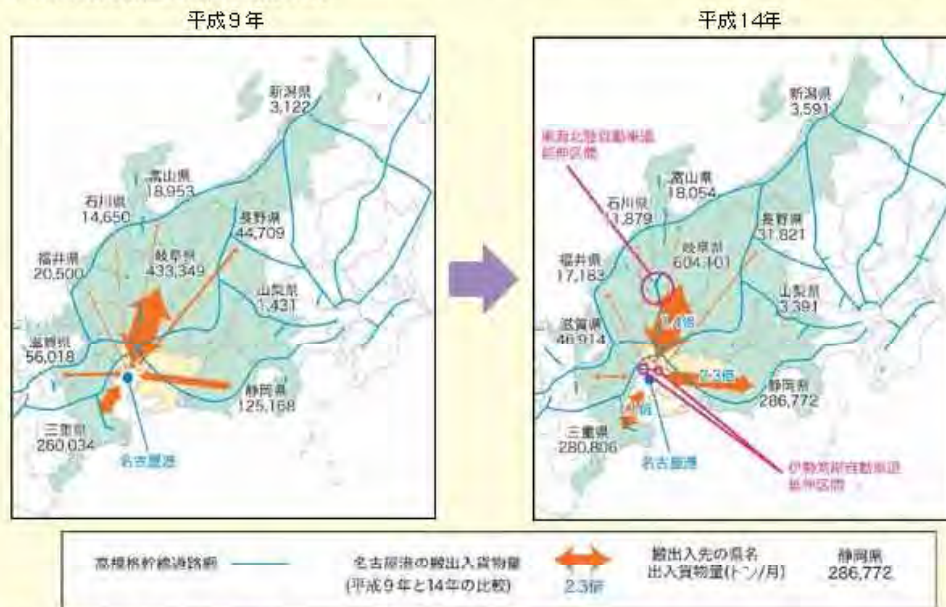 平成9年
新潟県
3,122
富山県
18,953
石川県
14,650
長野県
44,709
福井県
20,500
岐阜県
433,349
山梨県
1,431
滋賀県
56,018
静岡県
125,168
三重県
260,034
名古屋港
平成14年
新潟県
3,591
東海北陸自動車道
延伸区間
富山県
18,054
石川県
11,879
長野県
31,821
福井県
17,183
岐阜県
604,101
山梨県
3,391
滋賀県
46,914
1.4倍
2.3倍
静岡県
286,772
三重県
280,806
名古屋港
伊勢湾岸自動車道
延伸区間
高規格幹線道路網
名古屋港の搬出入貨物量
(平成9年と14年の比較)
2.3倍
搬出入先の県名
出入貨物量(トン/月)
静岡県
286,772